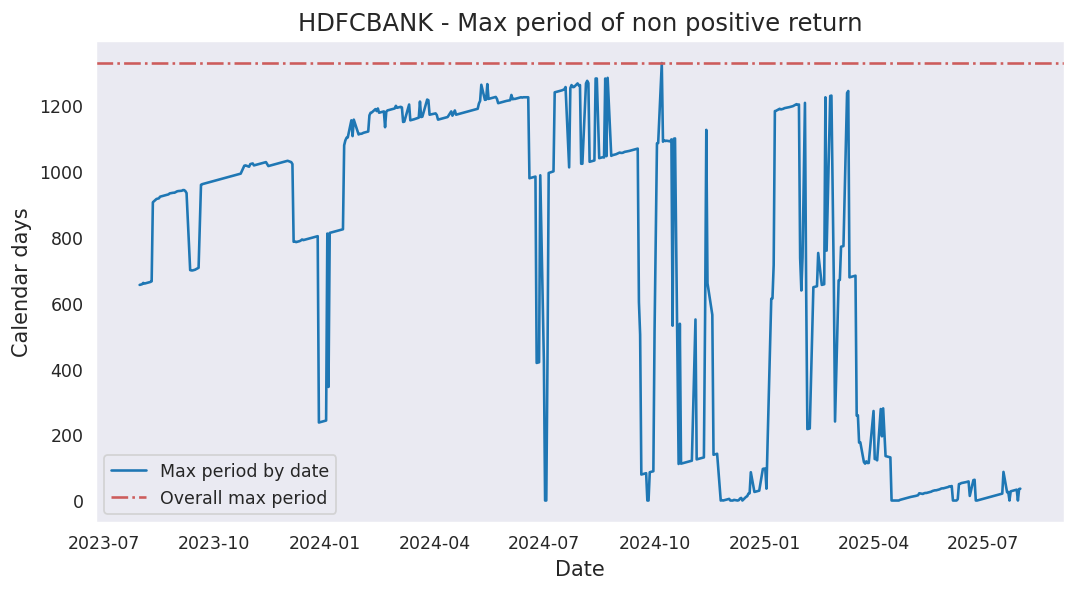 HDFCBANK - Max period of non positive return
Calendar days
1200
1000
800
600
400
200
0
Max period by date
Overall max period
2023-07 2023-10 2024-01 2024-04 2024-07 2024-10 2025-01 2025-04 2025-07
Date